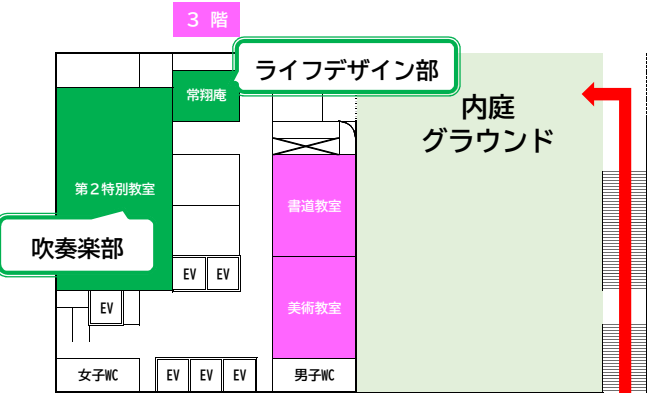 3 階
ライフデザイン部
常翔庵
内庭
グラウンド
第２特別教室
書道教室
吹奏楽部
EV
EV
EV
美術教室
女子WC
EV
EV
EV
男子WC